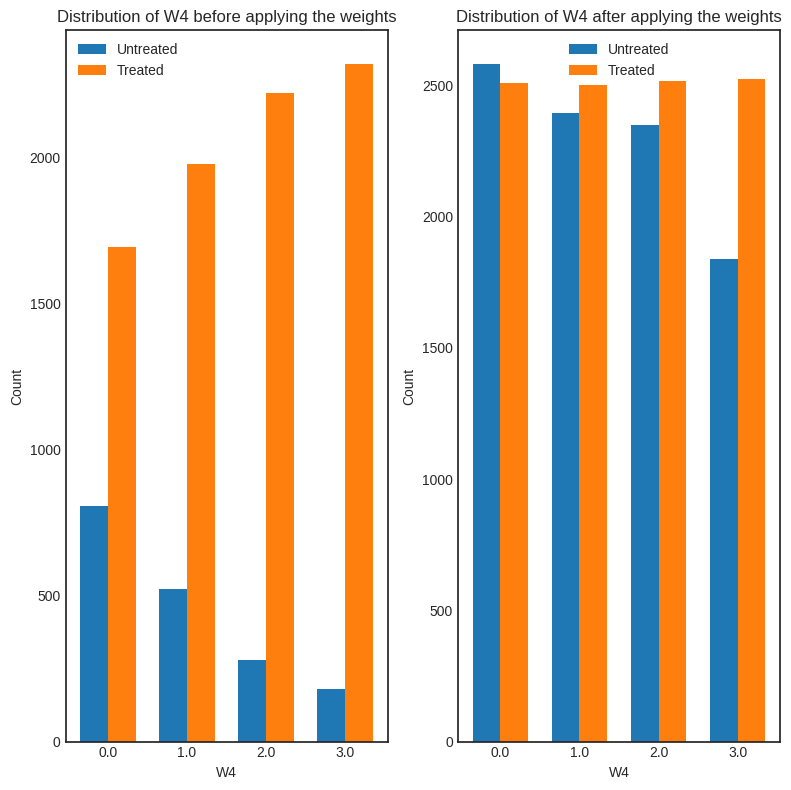 Distribution of W4 before applying the weights
Untreated
Treated
2000
1500
1000
500
0
Count
0.0 1.0 2.0 3.0
W4
Distribution of W4 after applying the weights
Untreated
Treated
2500
2000
1500
1000
500
0
Count
0.0 1.0 2.0 3.0
W4